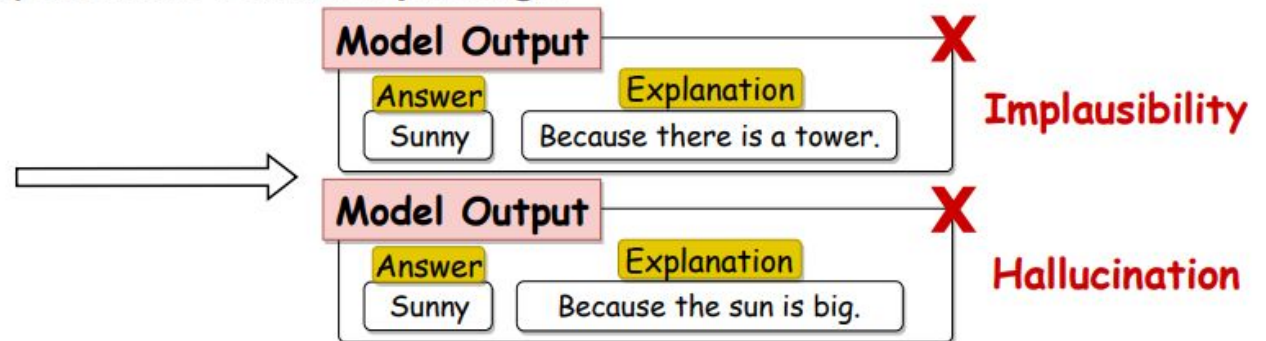 Model Output
X
Answer
Explanation
Sunny
Because there is a tower.
Implausibility
Model Output
X
Answer
Explanation
Sunny
Because the sun is big.
Hallucination